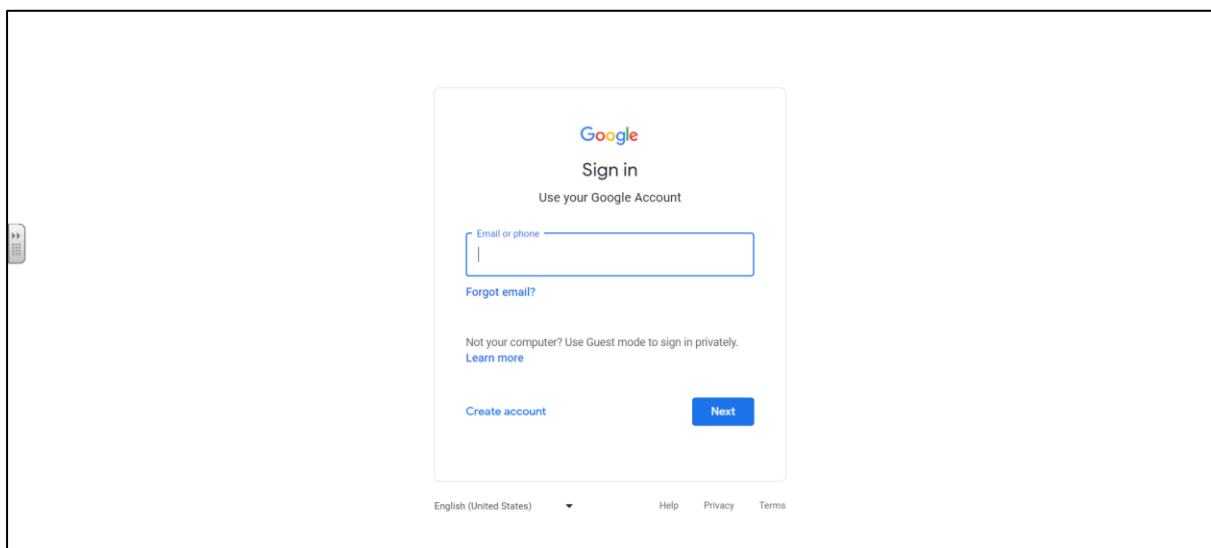 Google
Sign in
Use your Google Account
Email or phone
Forgot email?
Not your computer? Use Guest mode to sign in privately.
Learn more
Create account Next
English (United States) Help Privacy Terms